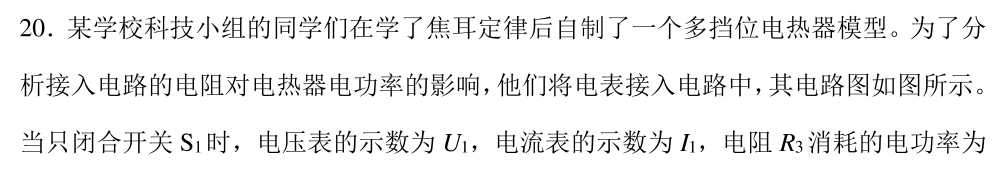 20．某学校科技小组的同学们在学了焦耳定律后自制了一个多挡位电热器模型。为了分
析接入电路的电阻对电热器电功率的影响，他们将电表接入电路中，其电路图如图所示。
当只闭合开关 S1 时，电压表的示数为 U1，电流表的示数为 I1，电阻 R3 消耗的电功率为